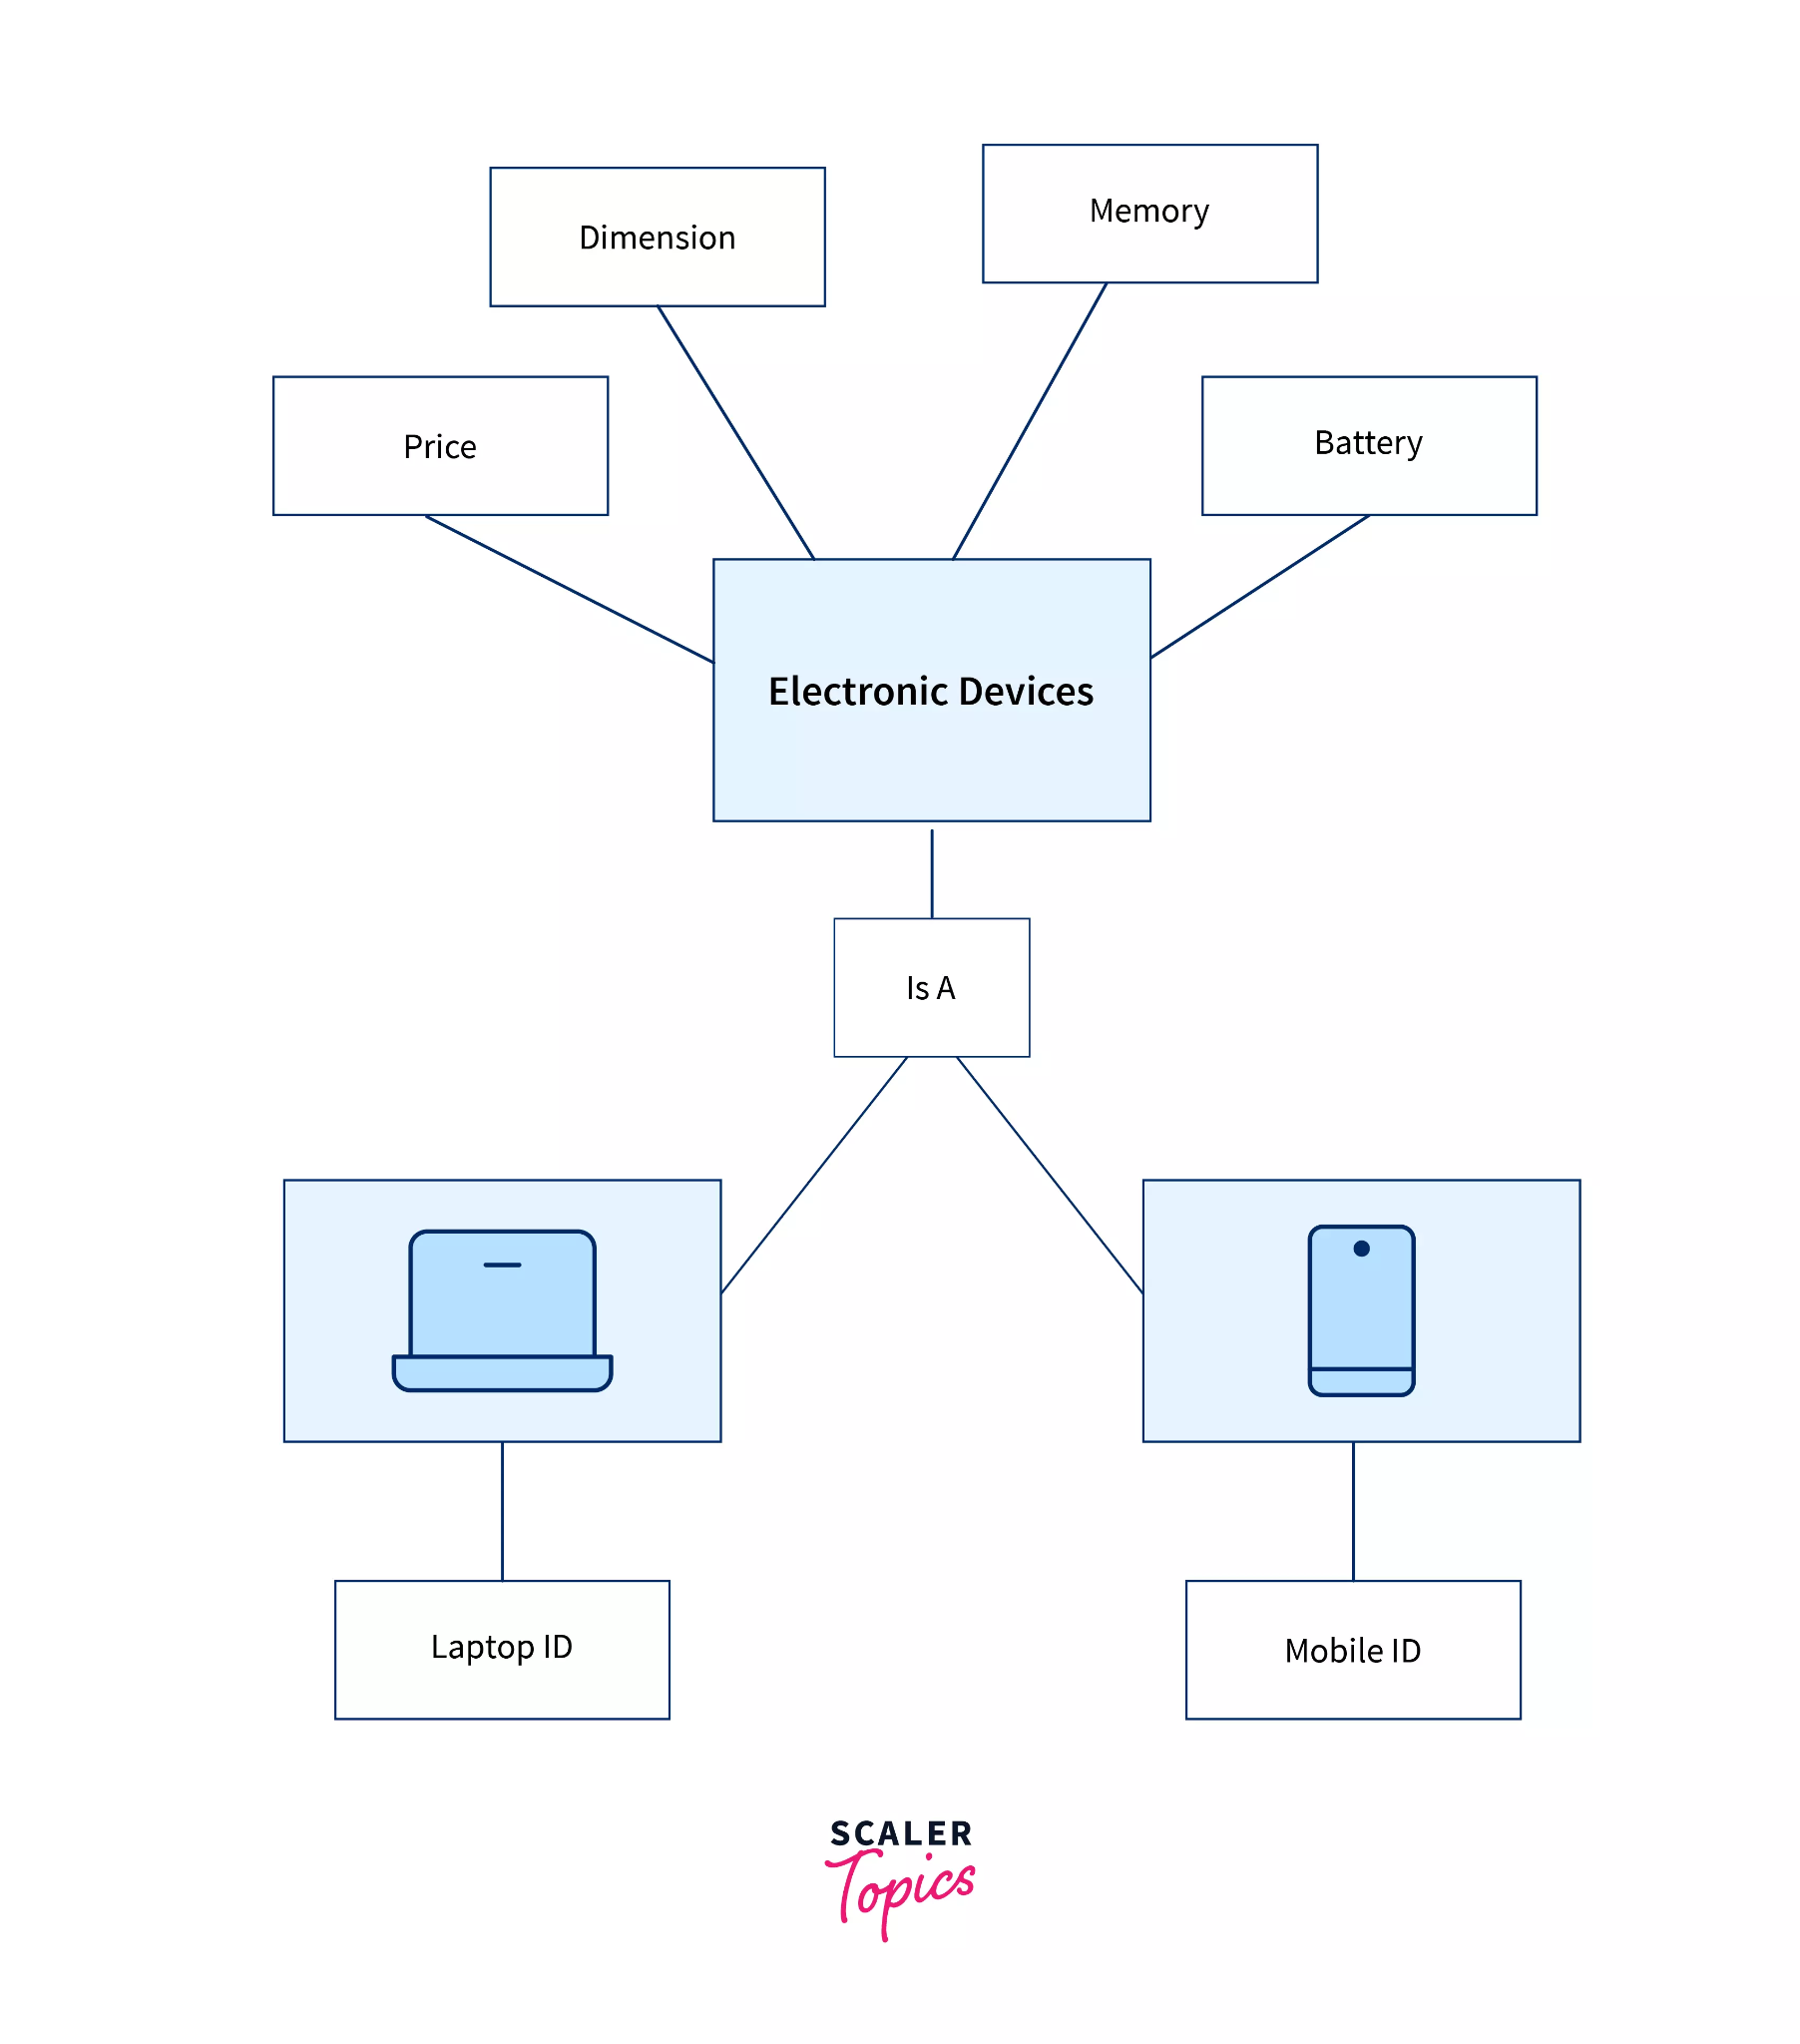 Dimension
Memory
Price
Battery
Electronic Devices
Is A
Laptop ID
Mobile ID
SCALER
Topics